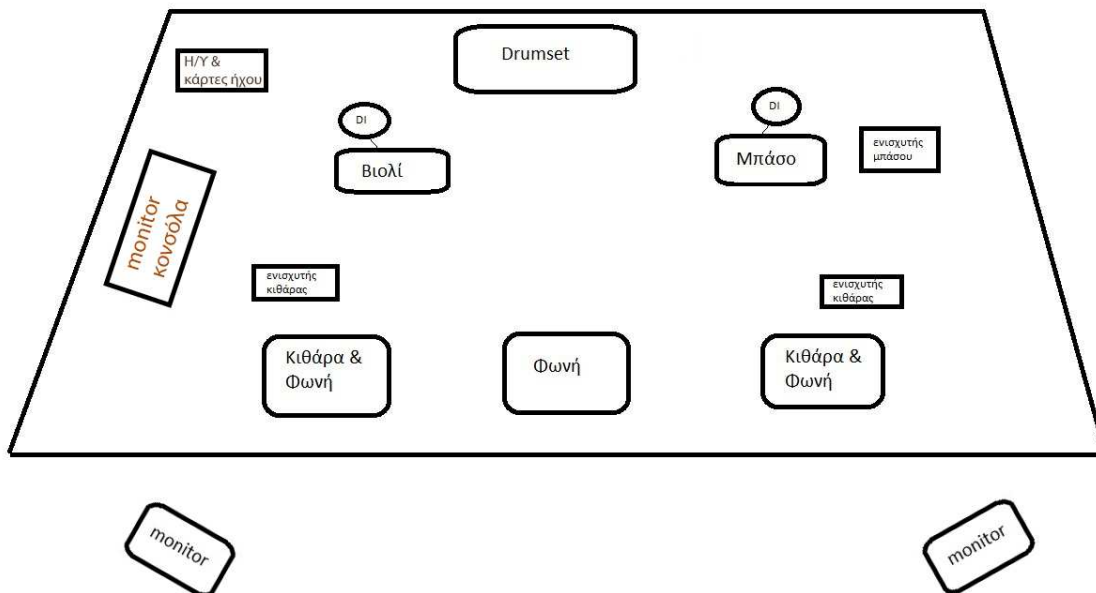 Η/Υ &
κάρτες ήχου
Drumset
DI
DI
Βιολί
Μπάσο
ενισχυτής
μπάσου
monitor
κονσόλα
ενισχυτής
κιθάρας
ενισχυτής
κιθάρας
Κιθάρα &
Φωνή
Φωνή
Κιθάρα &
Φωνή
monitor
monitor